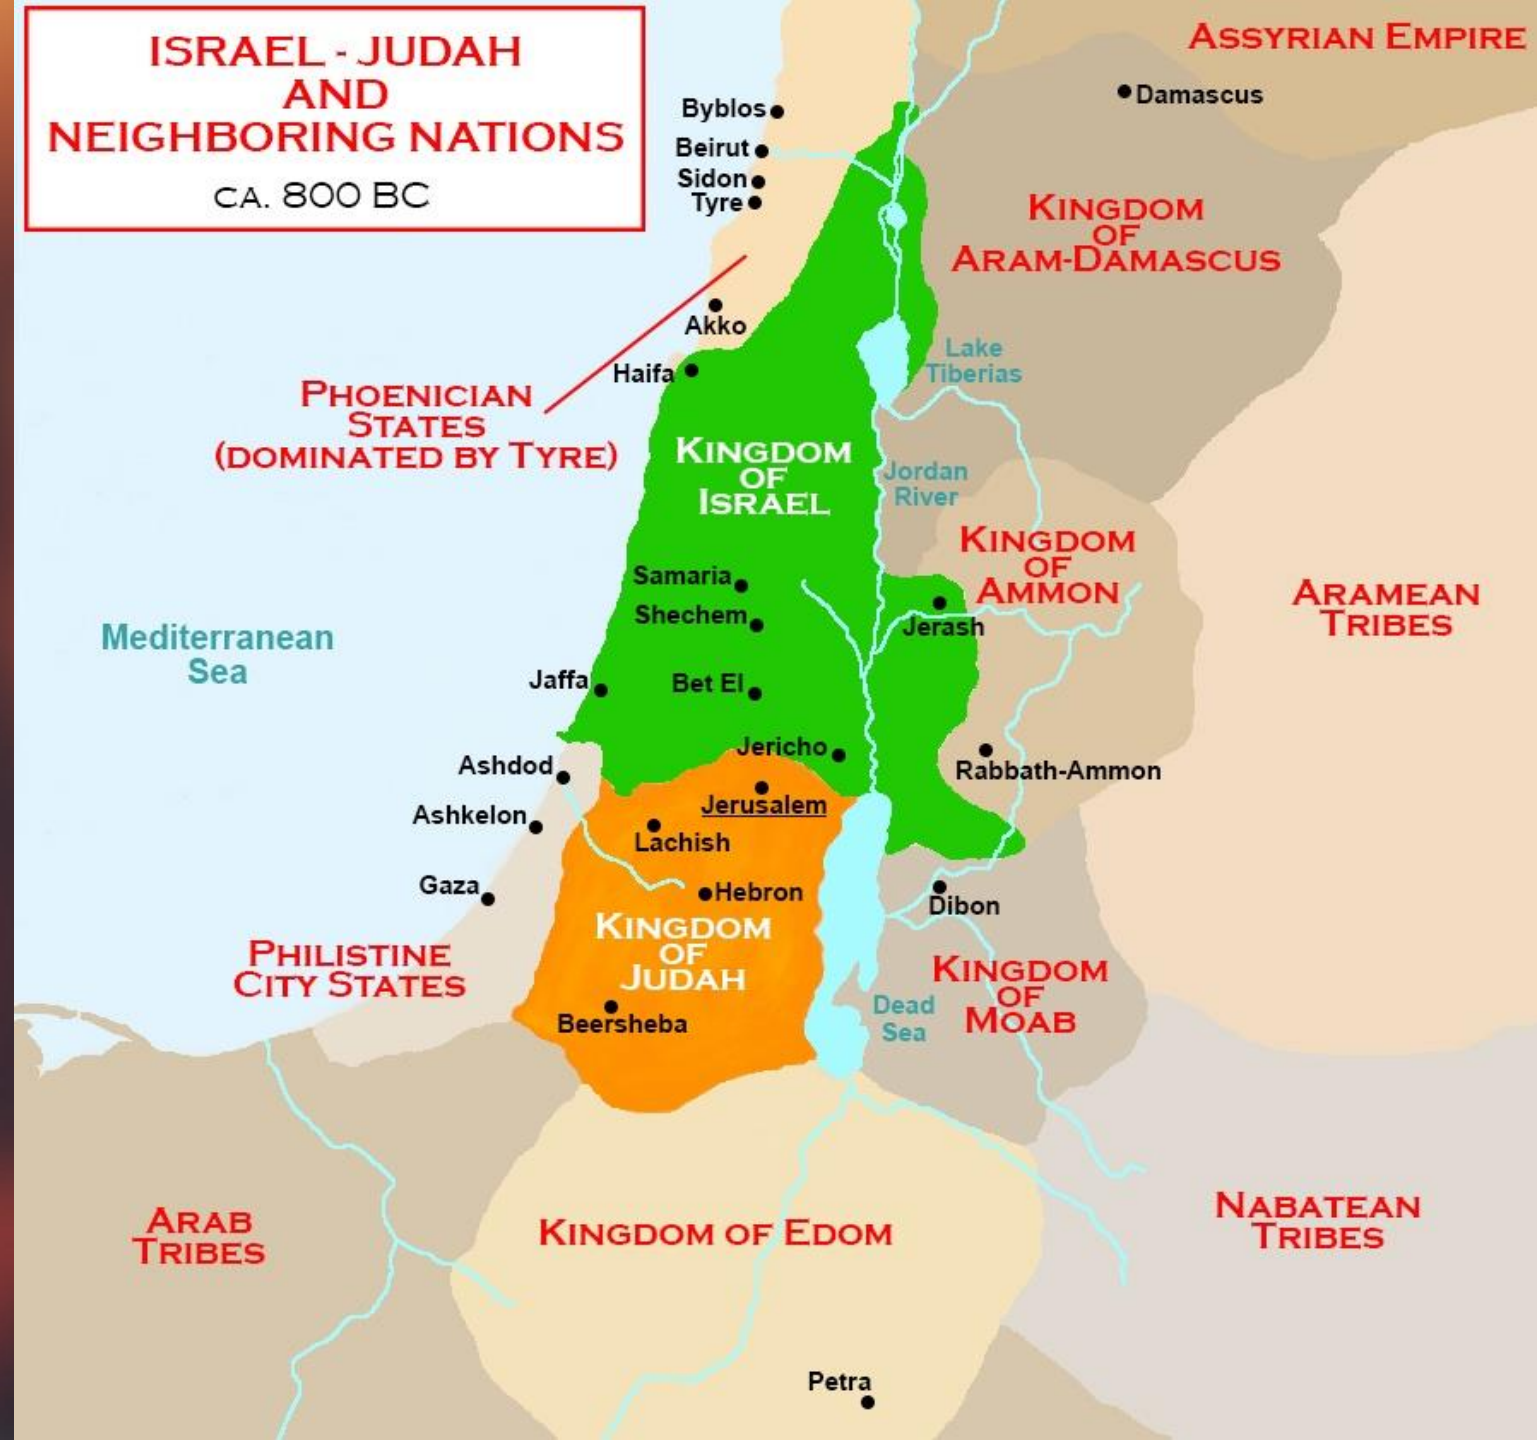 ISRAEL - JUDAH
AND
NEIGHBORING NATIONS
CA. 800 BC
ASSYRIAN EMPIRE
Damascus
Byblos
Beirut
Sidon
Tyre
KINGDOM
OF
ARAM-DAMASCUS
Akko
Haifa
Lake
Tiberias
PHOENICIAN
STATES
(DOMINATED BY TYRE)
KINGDOM
OF
ISRAEL
Jordan
River
KINGDOM
OF
AMMON
Samaria
Shechem
Jerash
ARAMEAN
TRIBES
Mediterranean
Sea
Jaffa
Bet El
Jericho
Ashdod
Rabbath-Ammon
Jerusalem
Ashkelon
Lachish
Gaza
Hebron
Dibon
KINGDOM
OF
JUDAH
PHILISTINE
CITY STATES
KINGDOM
OF
MOAB
Dead
Sea
Beersheba
ARAB
TRIBES
KINGDOM OF EDOM
NABATEAN
TRIBES
Petra